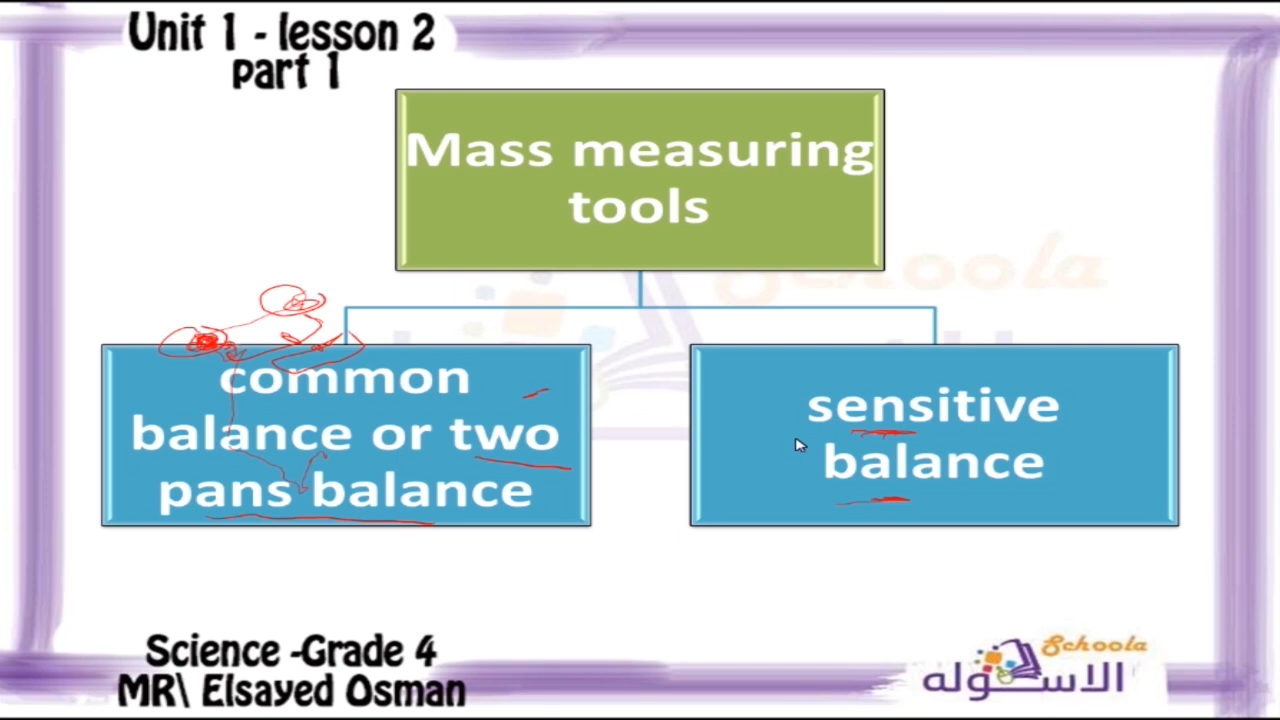 Unit 1 - lesson 2
part 1
Mass measuring
tools
common
balance or two
pans balance
sensitive
balance
Science -Grade 4
MR\ Elsayed Osman
Schoola
الاسكوله